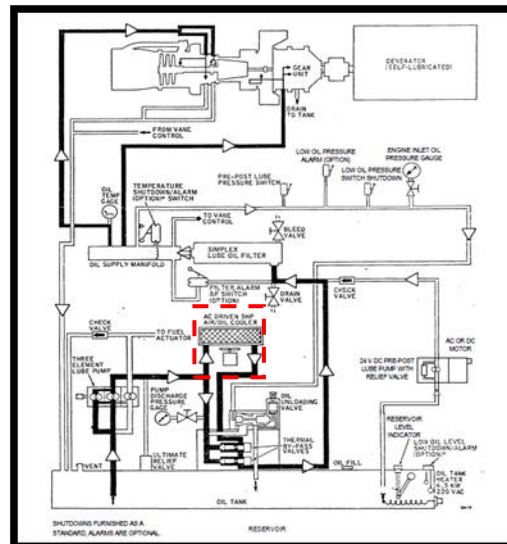 GENERATOR
(SELF-LUBRICATED)
GEAR
UNIT
DRAIN
TO TANK
FROM VANE
CONTROL
OIL
TEMP
GAGE
TEMPERATURE
SHUTDOWN/ALARM
(OPTION)*
SWITCH
PRE-POST LUBE
PRESSURE SWITCH
LOW OIL PRESSURE
ALARM (OPTION)
LOW OIL PRESSURE
SWITCH SHUTDOWN
ENGINE INLET OIL
PRESSURE GAUGE
TO VANE
CONTROL
BLEED
VALVE
OIL SUPPLY MANIFOLD
SIMPLEX
LUBE OIL FILTER
FILTER ALARM
ΔP SWITCH
(OPTION)
DRAIN
VALVE
CHECK
VALVE
AC DRIVEN 5HP
AIR/OIL COOLER
CHECK
VALVE
TO FUEL
ACTUATOR
THREE
ELEMENT
LUBE PUMP
PUMP DISCHARGE
PRESSURE
GAGE
OIL
UNLOADING
VALVE
AC OR DC
MOTOR
24 V DC PRE-POST
LUBE PUMP WITH
RELIEF VALVE
THERMAL
BY-PASS
VALVES
RESERVOIR
LEVEL
INDICATOR
LOW OIL LEVEL
SHUTDOWN/ALARM
(OPTION)*
VENT
ULTIMATE
RELIEF
VALVE
OIL FILL
OIL TANK
HEATER
4,5 KW
220 VAC
OIL TANK
SHUTDOWNS FURNISHED AS A
STANDARD, ALARMS ARE OPTIONAL.
RESERVOIR